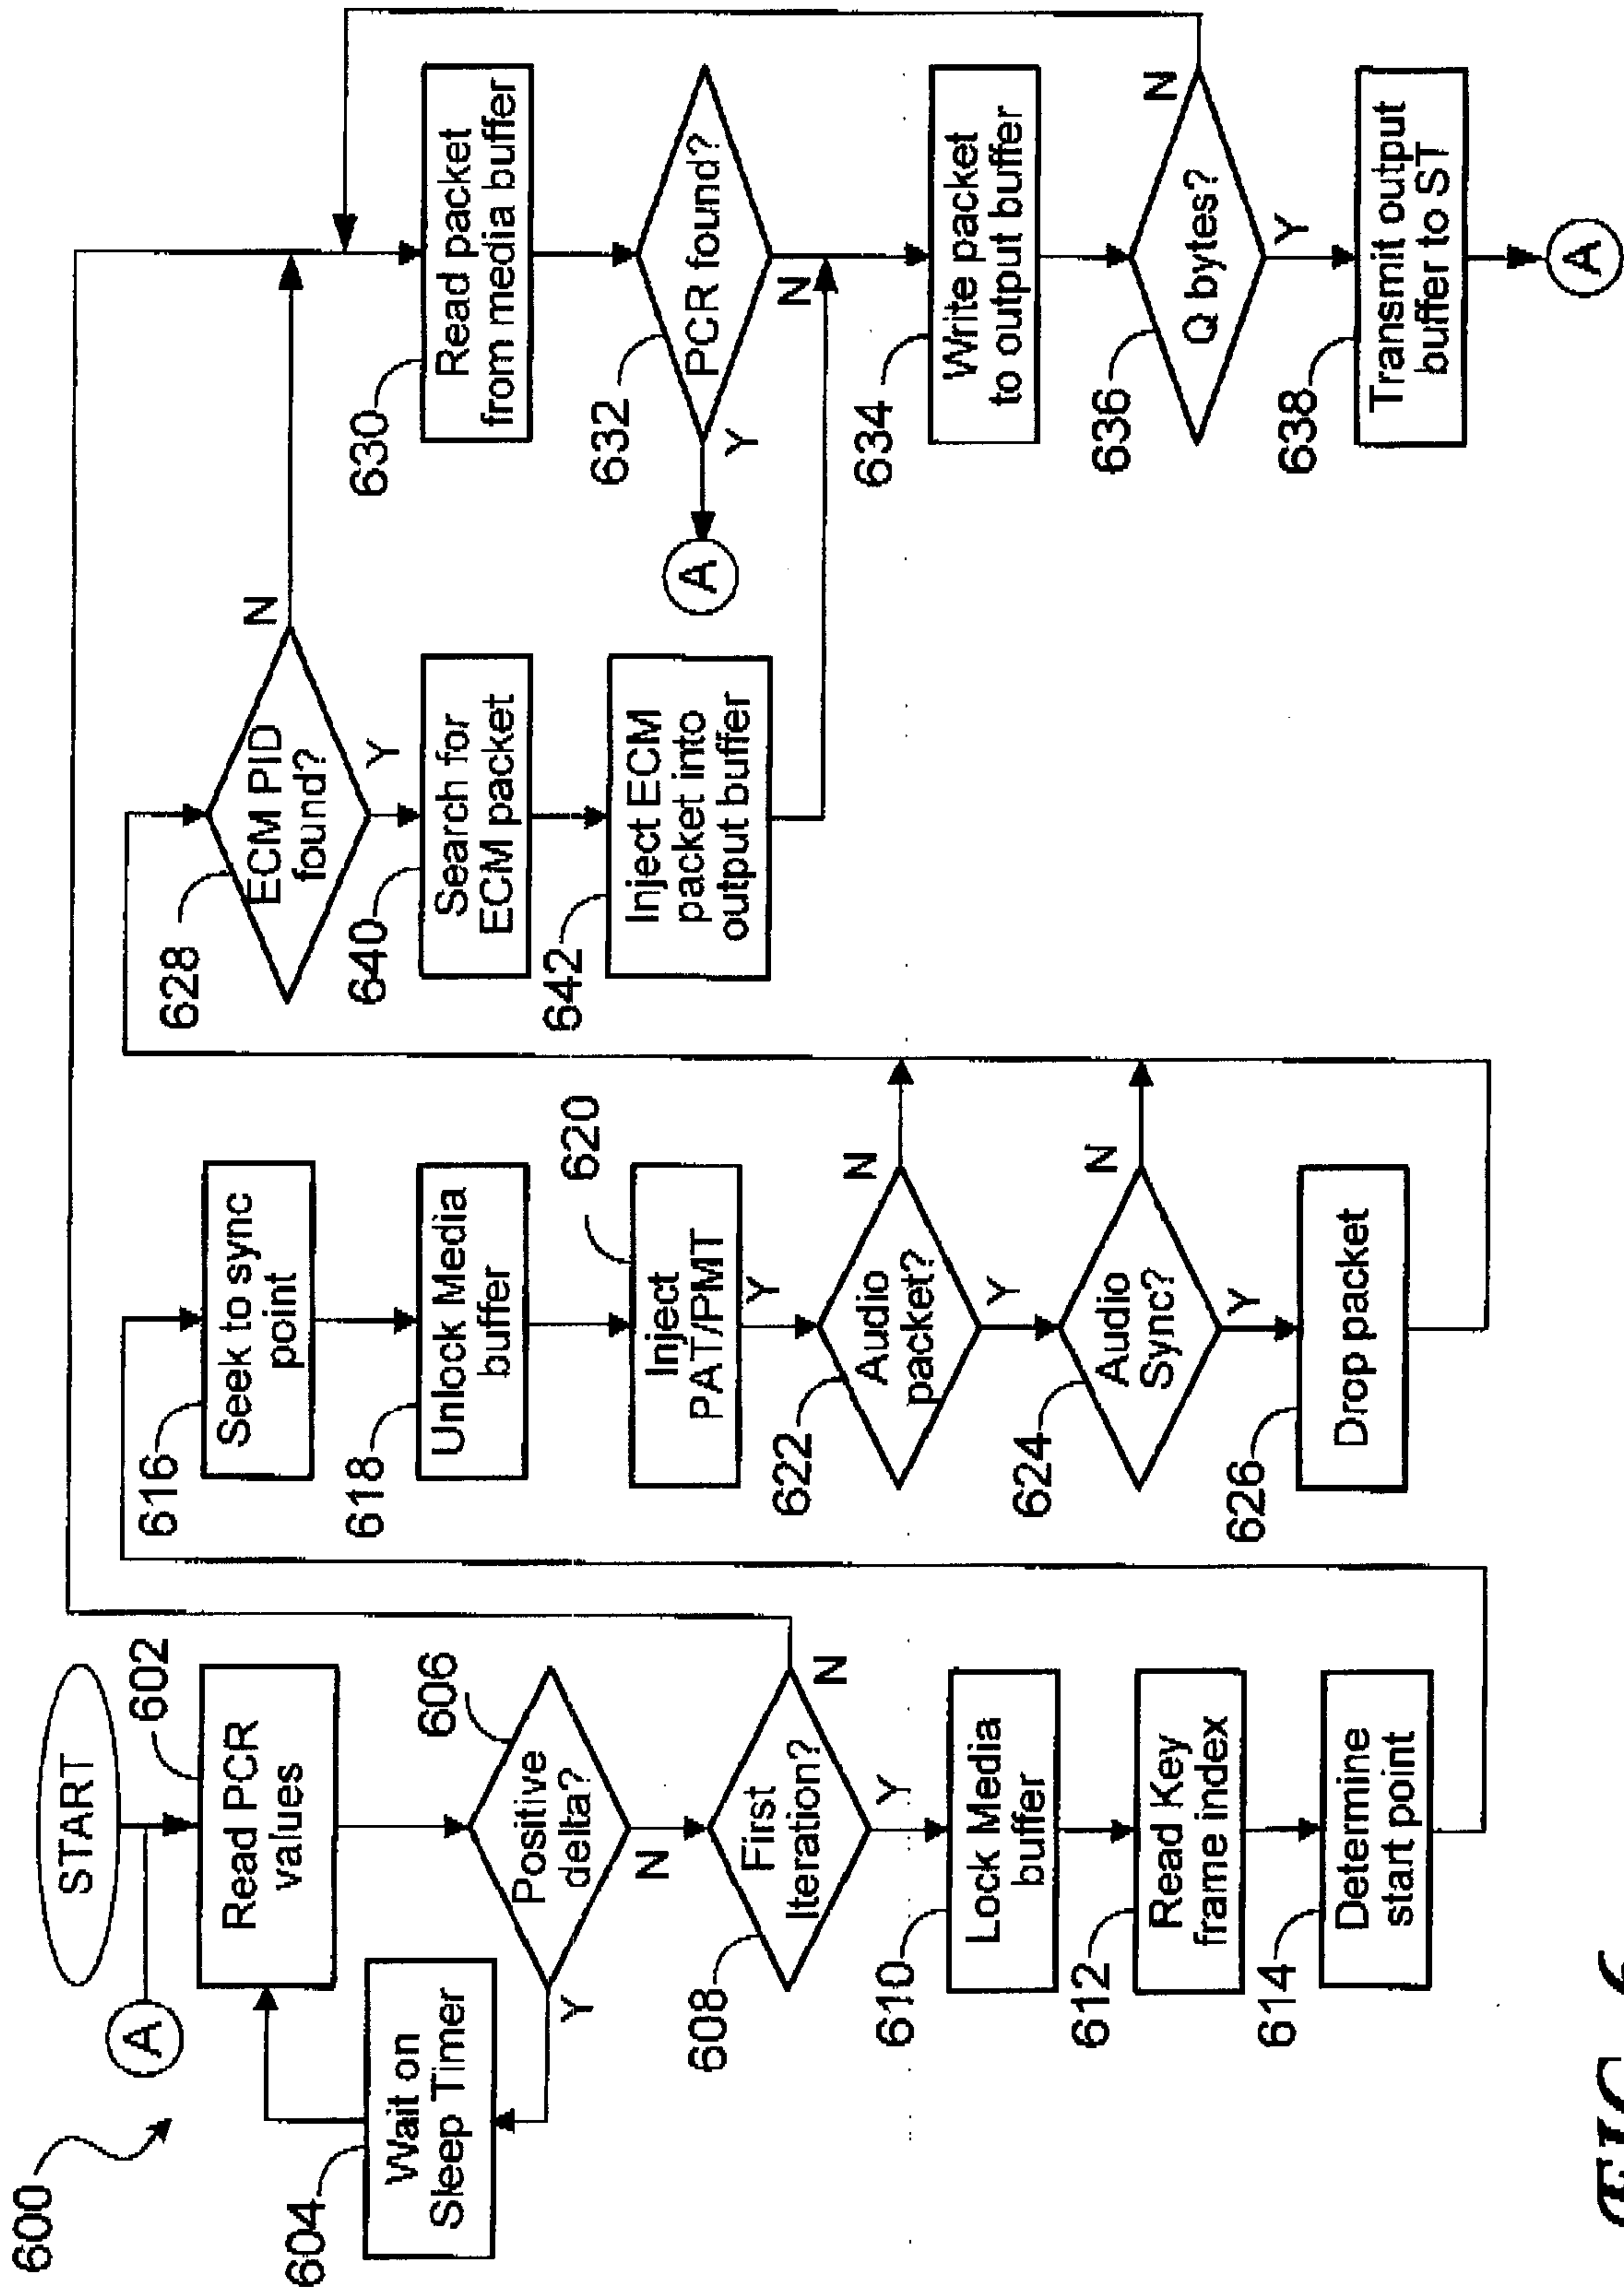 600
START
A
602
Read PCR
values
604
Wait on
Sleep Timer
606
Positive
delta?
Y
N
608
First
Iteration?
N
Y
610
Lock Media
buffer
612
Read Key
frame index
614
Determine
start point
616
Seek to sync
point
618
Unlock Media
buffer
620
Inject
PAT/PMT
Y
622
Audio
packet?
N
Y
624
Audio
Sync?
N
Y
626
Drop packet
628
ECM PID
found?
N
Y
640
Search for
ECM packet
642
Inject ECM
packet into
output buffer
630
Read packet
from media buffer
632
PCR found?
Y
A
N
634
Write packet
to output buffer
636
Q bytes?
N
Y
638
Transmit output
buffer to ST
A